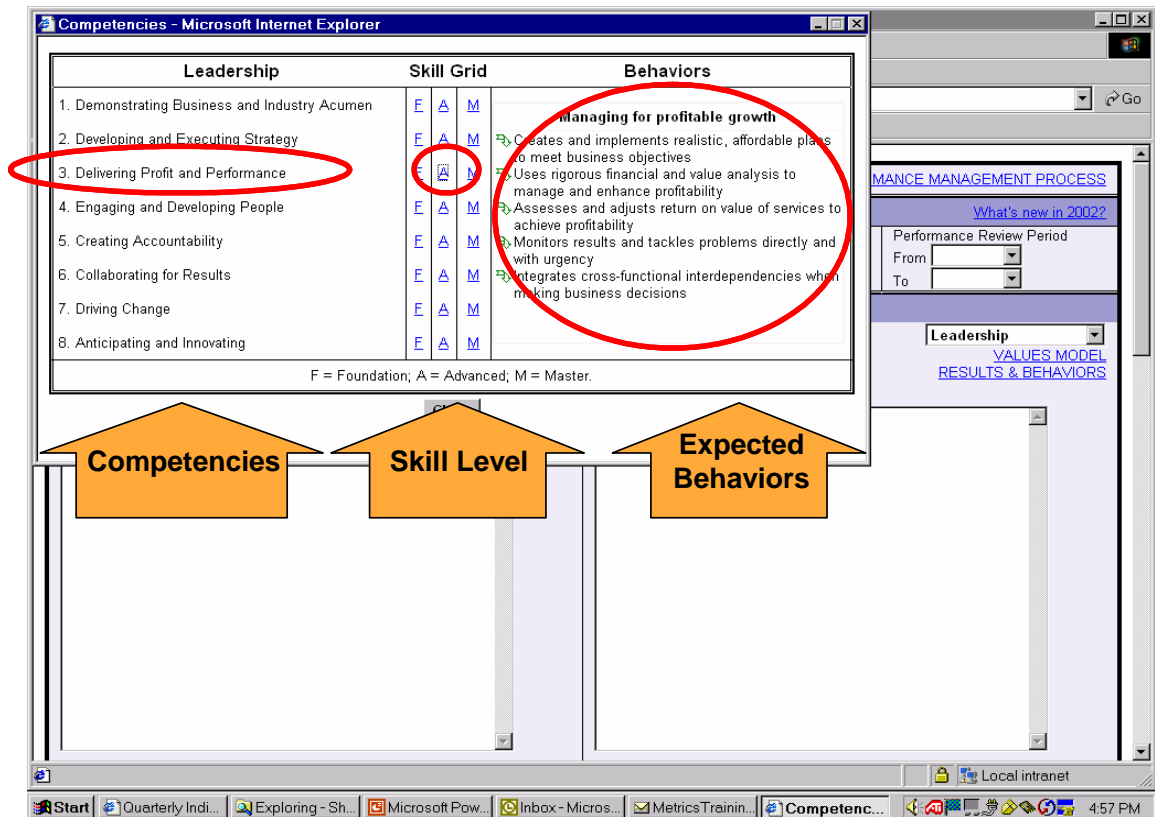 Competencies - Microsoft Internet Explorer
Leadership Skill Grid Behaviors
1. Demonstrating Business and Industry Acumen F A M
2. Developing and Executing Strategy F A M
3. Delivering Profit and Performance F A M
4. Engaging and Developing People F A M
5. Creating Accountability F A M
6. Collaborating for Results F A M
7. Driving Change F A M
8. Anticipating and Innovating F A M
Managing for profitable growth
Creates and implements realistic, affordable plans
to meet business objectives
Uses rigorous financial and value analysis to
manage and enhance profitability
Assesses and adjusts return on value of services to
achieve profitability
Monitors results and tackles problems directly and
with urgency
Integrates cross-functional interdependencies when
making business decisions
F = Foundation; A = Advanced; M = Master.
Go
MANCE MANAGEMENT PROCESS
What's new in 2002?
Performance Review Period
From
To
Leadership
VALUES MODEL
RESULTS & BEHAVIORS
Competencies
Skill Level
Expected
Behaviors
Local intranet
Start Quarterly Indi... Exploring - Sh... Microsoft Pow... Inbox - Micros... MetricsTrainin... Competenc... 4:57 PM